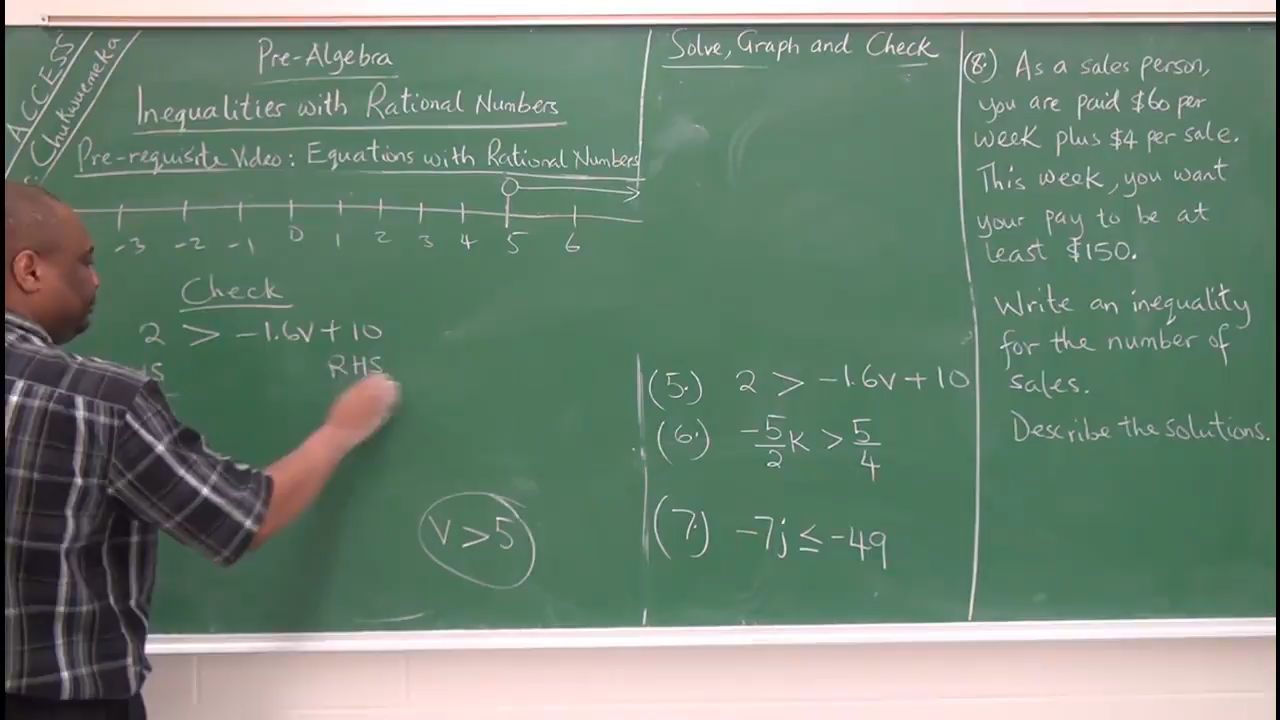 ACCESS
Chukwuemeka
Pre-Algebra
Inequalities with Rational Numbers
Pre-requisite Video: Equations with Rational Numbers
-3 -2 -1 0 1 2 3 4 5 6
Check
2 > -1.6v + 10
RHS
v > 5
Solve, Graph and Check
(5.) 2 > -1.6v + 10
(6.) -5/2 k > 5/4
(7.) -7j ≤ -49
(8.) As a sales person,
you are paid $60 per
week plus $4 per sale.
This week, you want
your pay to be at
least $150.
Write an inequality
for the number of
sales.
Describe the solutions.